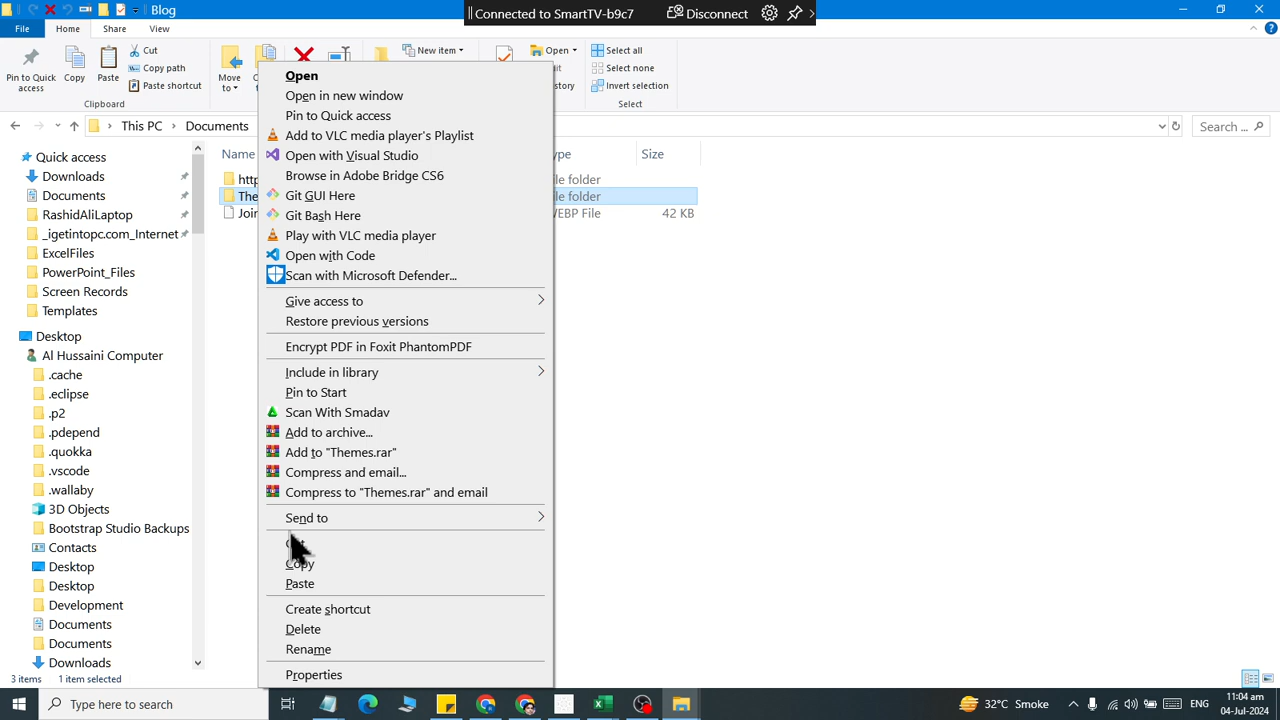 Blog
Connected to SmartTV-b9c7
Disconnect
File
Home
Share
View
Pin to Quick access
Copy
Paste
Cut
Copy path
Paste shortcut
Clipboard
Move to
New item
Open
Select all
Select none
Invert selection
Select
This PC
Documents
Search ...
Name
Size
Quick access
Downloads
Documents
RashidAliLaptop
_igetintopc.com_Internet
ExcelFiles
PowerPoint_Files
Screen Records
Templates
Desktop
Al Hussaini Computer
.cache
.eclipse
.p2
.pdepend
.quokka
.vscode
.wallaby
3D Objects
Bootstrap Studio Backups
Contacts
Desktop
Desktop
Development
Documents
Documents
Downloads
Open
Open in new window
Pin to Quick access
Add to VLC media player's Playlist
Open with Visual Studio
Browse in Adobe Bridge CS6
Git GUI Here
Git Bash Here
Play with VLC media player
Open with Code
Scan with Microsoft Defender...
Give access to
Restore previous versions
Encrypt PDF in Foxit PhantomPDF
Include in library
Pin to Start
Scan With Smadav
Add to archive...
Add to "Themes.rar"
Compress and email...
Compress to "Themes.rar" and email
Send to
Copy
Paste
Create shortcut
Delete
Rename
Properties
42 KB
3 items
1 item selected
Type here to search
32°C Smoke
ENG
11:04 am
04-Jul-2024